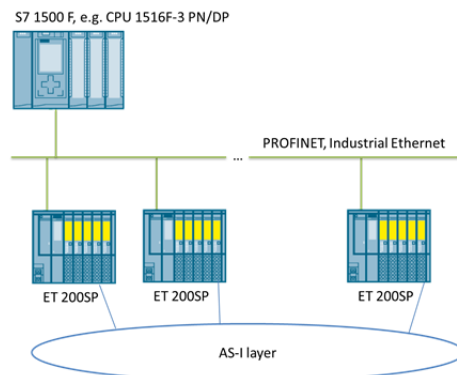 S7 1500 F, e.g. CPU 1516F-3 PN/DP
PROFINET, Industrial Ethernet
...
ET 200SP
ET 200SP
ET 200SP
AS-I layer